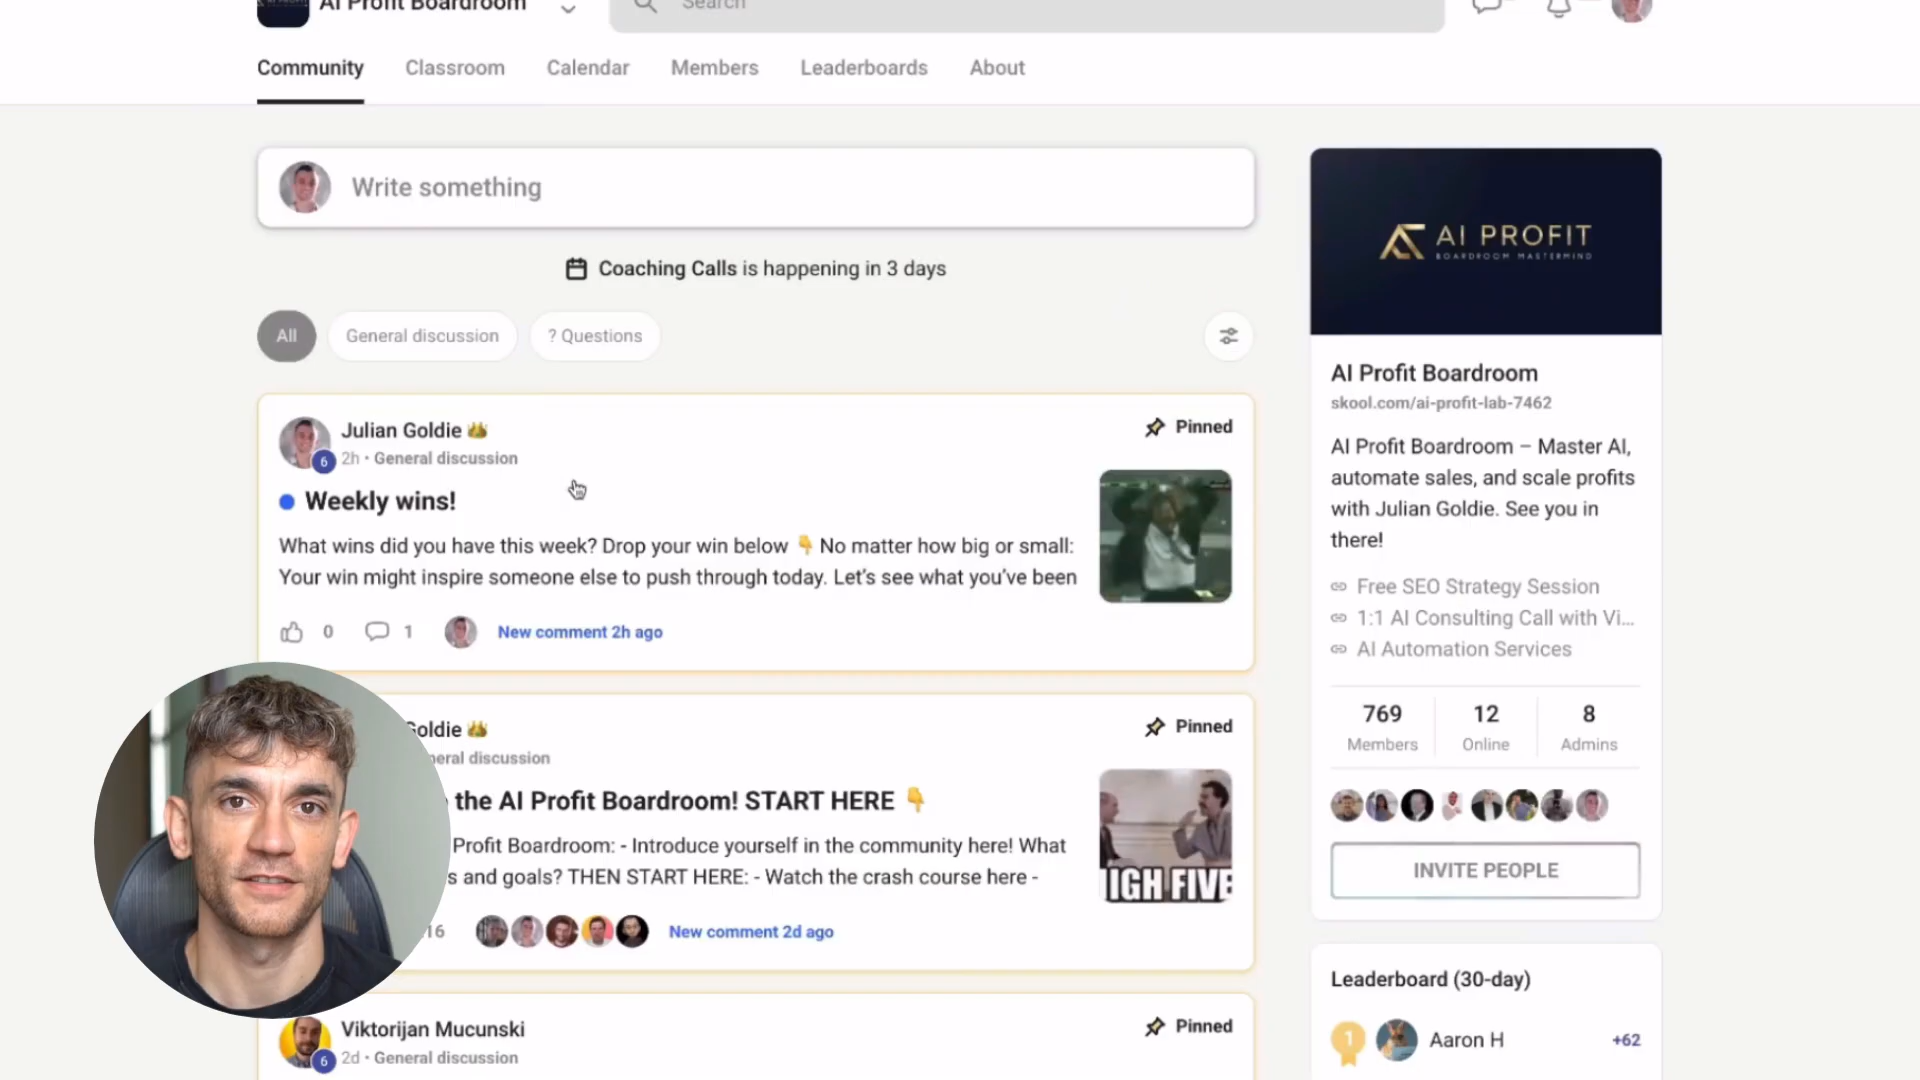 AI Profit Boardroom
Search
Community
Classroom
Calendar
Members
Leaderboards
About
Write something
Coaching Calls is happening in 3 days
All
General discussion
? Questions
Julian Goldie
6
2h • General discussion
Pinned
Weekly wins!
What wins did you have this week? Drop your win below 👇 No matter how big or small:
Your win might inspire someone else to push through today. Let's see what you've been
0
1
New comment 2h ago
Goldie
neral discussion
Pinned
the AI Profit Boardroom! START HERE 👇
Profit Boardroom: - Introduce yourself in the community here! What
s and goals? THEN START HERE: - Watch the crash course here -
HIGH FIVE
16
New comment 2d ago
Viktorijan Mucunski
6
2d • General discussion
Pinned
AI PROFIT
BOARDROOM MASTERMIND
AI Profit Boardroom
skool.com/ai-profit-lab-7462
AI Profit Boardroom – Master AI,
automate sales, and scale profits
with Julian Goldie. See you in
there!
Free SEO Strategy Session
1:1 AI Consulting Call with Vi...
AI Automation Services
769
Members
12
Online
8
Admins
INVITE PEOPLE
Leaderboard (30-day)
1
Aaron H
+62